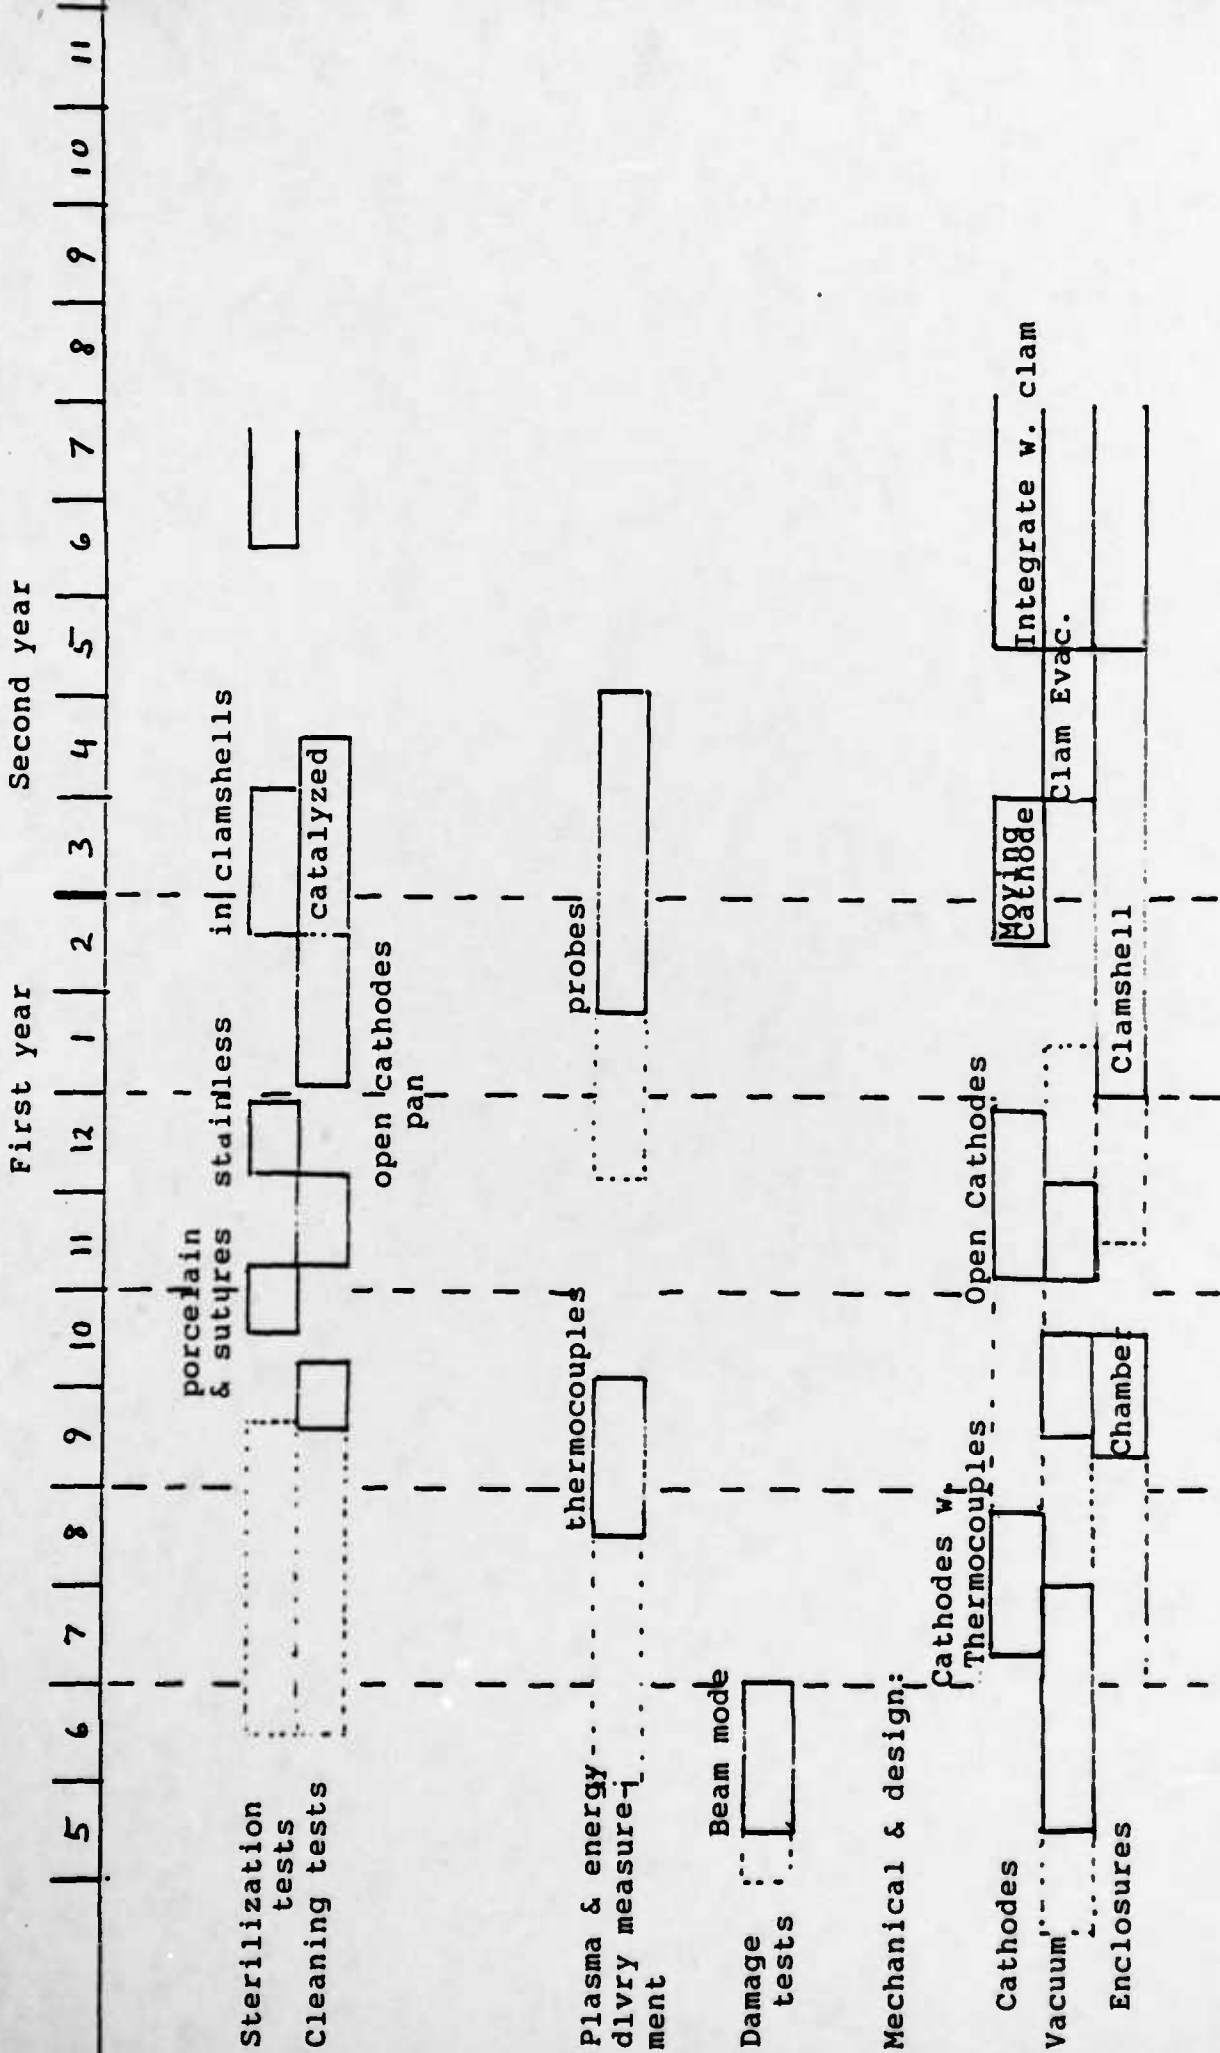 First year Second year
5 6 7 8 9 10 11 12 1 2 3 4 5 6 7 8 9 10 11
porcelain
& sutures stainless in clamshells
Sterilization
tests
Cleaning tests
catalyzed
open cathodes
pan
thermocouples probes
Plasma & energy
dlvry measure-
ment
Beam mode
Damage
tests
Mechanical & design:
Cathodes w.
Thermocouples Open Cathodes
Cathodes
Moving
Cathode
Integrate w. clam
Vacuum
Clam Evac.
Enclosures
Chamber Clamshell